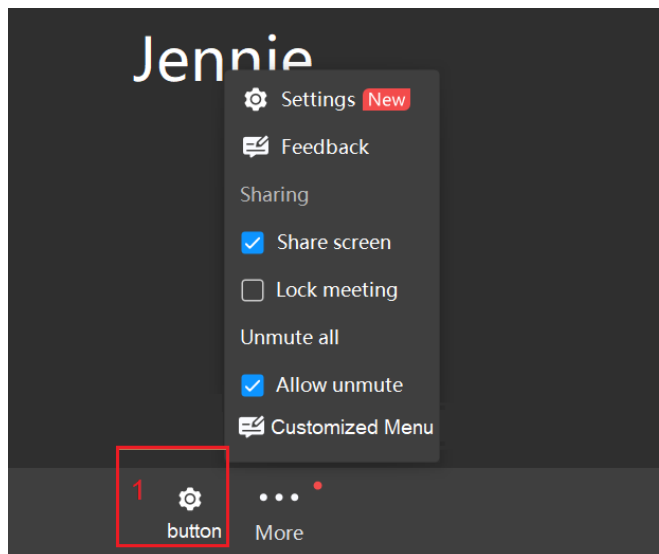 Jennie
Settings New
Feedback
Sharing
Share screen
Lock meeting
Unmute all
Allow unmute
Customized Menu
1
button
More